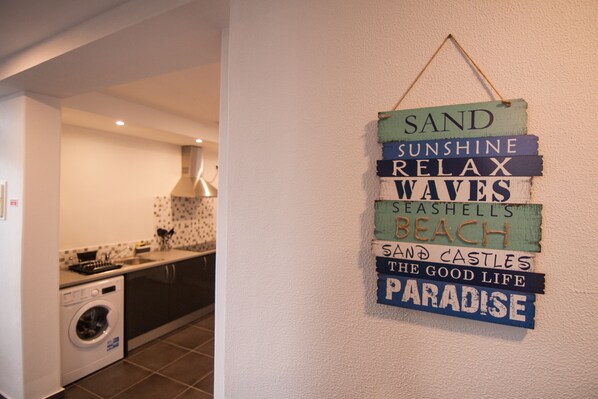 SAND
SUNSHINE
RELAX
WAVES
SEASHELLS
BEACH
SAND CASTLES
THE GOOD LIFE
PARADISE